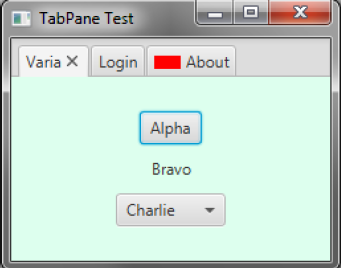 TabPane Test
Varia Login About
Alpha
Bravo
Charlie